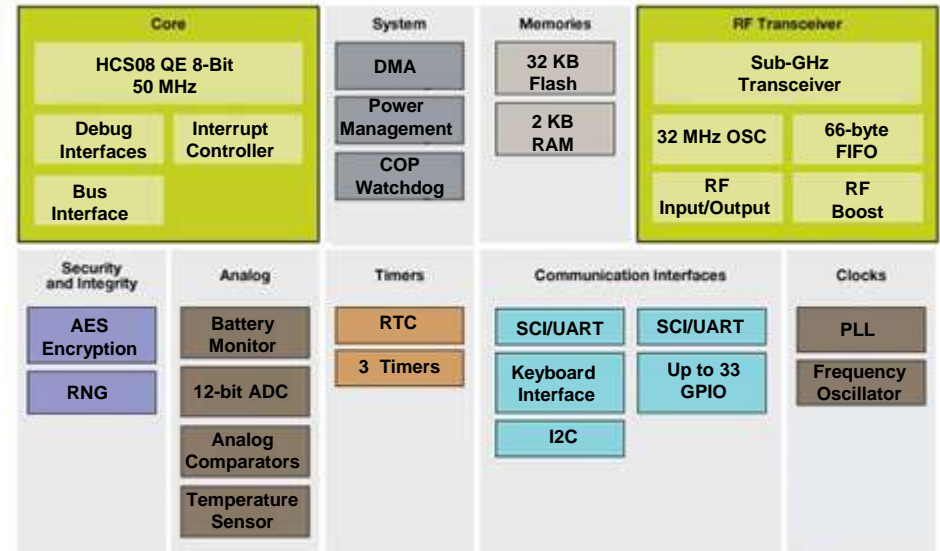 Core
HCS08 QE 8-Bit
50 MHz
Debug
Interfaces
Interrupt
Controller
Bus
Interface
System
DMA
Power
Management
COP
Watchdog
Memories
32 KB
Flash
2 KB
RAM
RF Transceiver
Sub-GHz
Transceiver
32 MHz OSC
66-byte
FIFO
RF
Input/Output
RF
Boost
Security
and Integrity
AES
Encryption
RNG
Analog
Battery
Monitor
12-bit ADC
Analog
Comparators
Temperature
Sensor
Timers
RTC
3 Timers
Communication Interfaces
SCI/UART
SCI/UART
Keyboard
Interface
Up to 33
GPIO
I2C
Clocks
PLL
Frequency
Oscillator